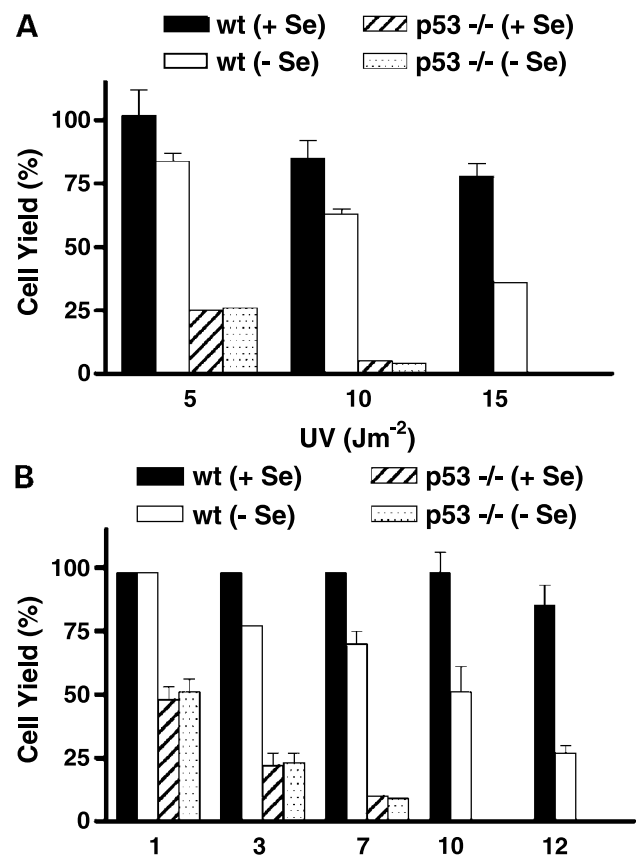 A
wt (+ Se) p53 -/- (+ Se)
wt (- Se) p53 -/- (- Se)
100
75
50
25
0
Cell Yield (%)
5 10 15
UV (Jm-2)
B
wt (+ Se) p53 -/- (+ Se)
wt (- Se) p53 -/- (- Se)
100
75
50
25
0
Cell Yield (%)
1 3 7 10 12